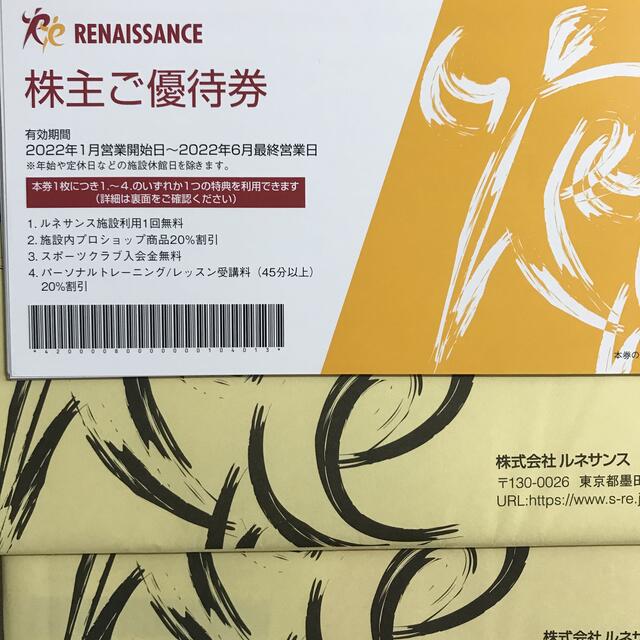 RENAISSANCE
株主ご優待券
有効期間
2022年1月営業開始日～2022年6月最終営業日
※年始や定休日などの施設休館日を除きます。
本券1枚につき1.～4.のいずれか1つの特典を利用できます
（詳細は裏面をご確認ください）
1. ルネサンス施設利用1回無料
2. 施設内プロショップ商品20%割引
3. スポーツクラブ入会金無料
4. パーソナルトレーニング/レッスン受講料（45分以上）
20%割引
*420000800000000104013*
本券の
株式会社 ルネサンス
〒130-0026 東京都墨田
URL:https://www.s-re.j
株式会社 ルネサン